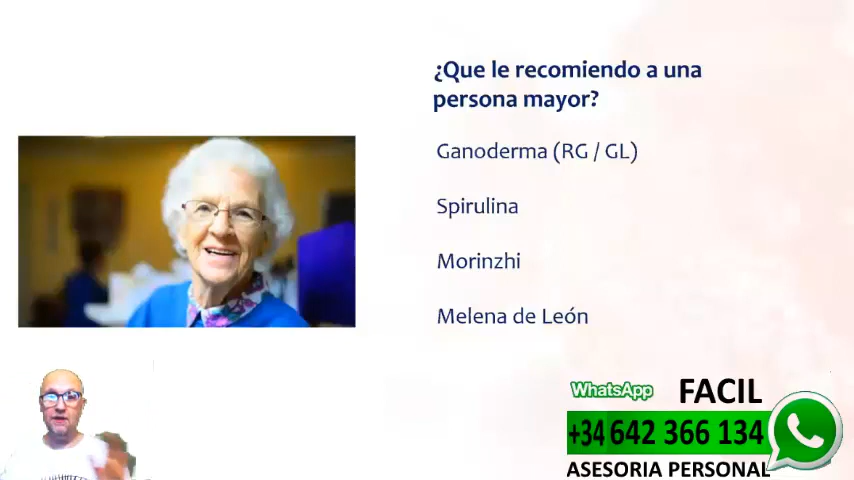 ¿Que le recomiendo a una
persona mayor?
Ganoderma (RG / GL)
Spirulina
Morinzhi
Melena de León
WhatsApp FACIL
+34 642 366 134
ASESORIA PERSONAL